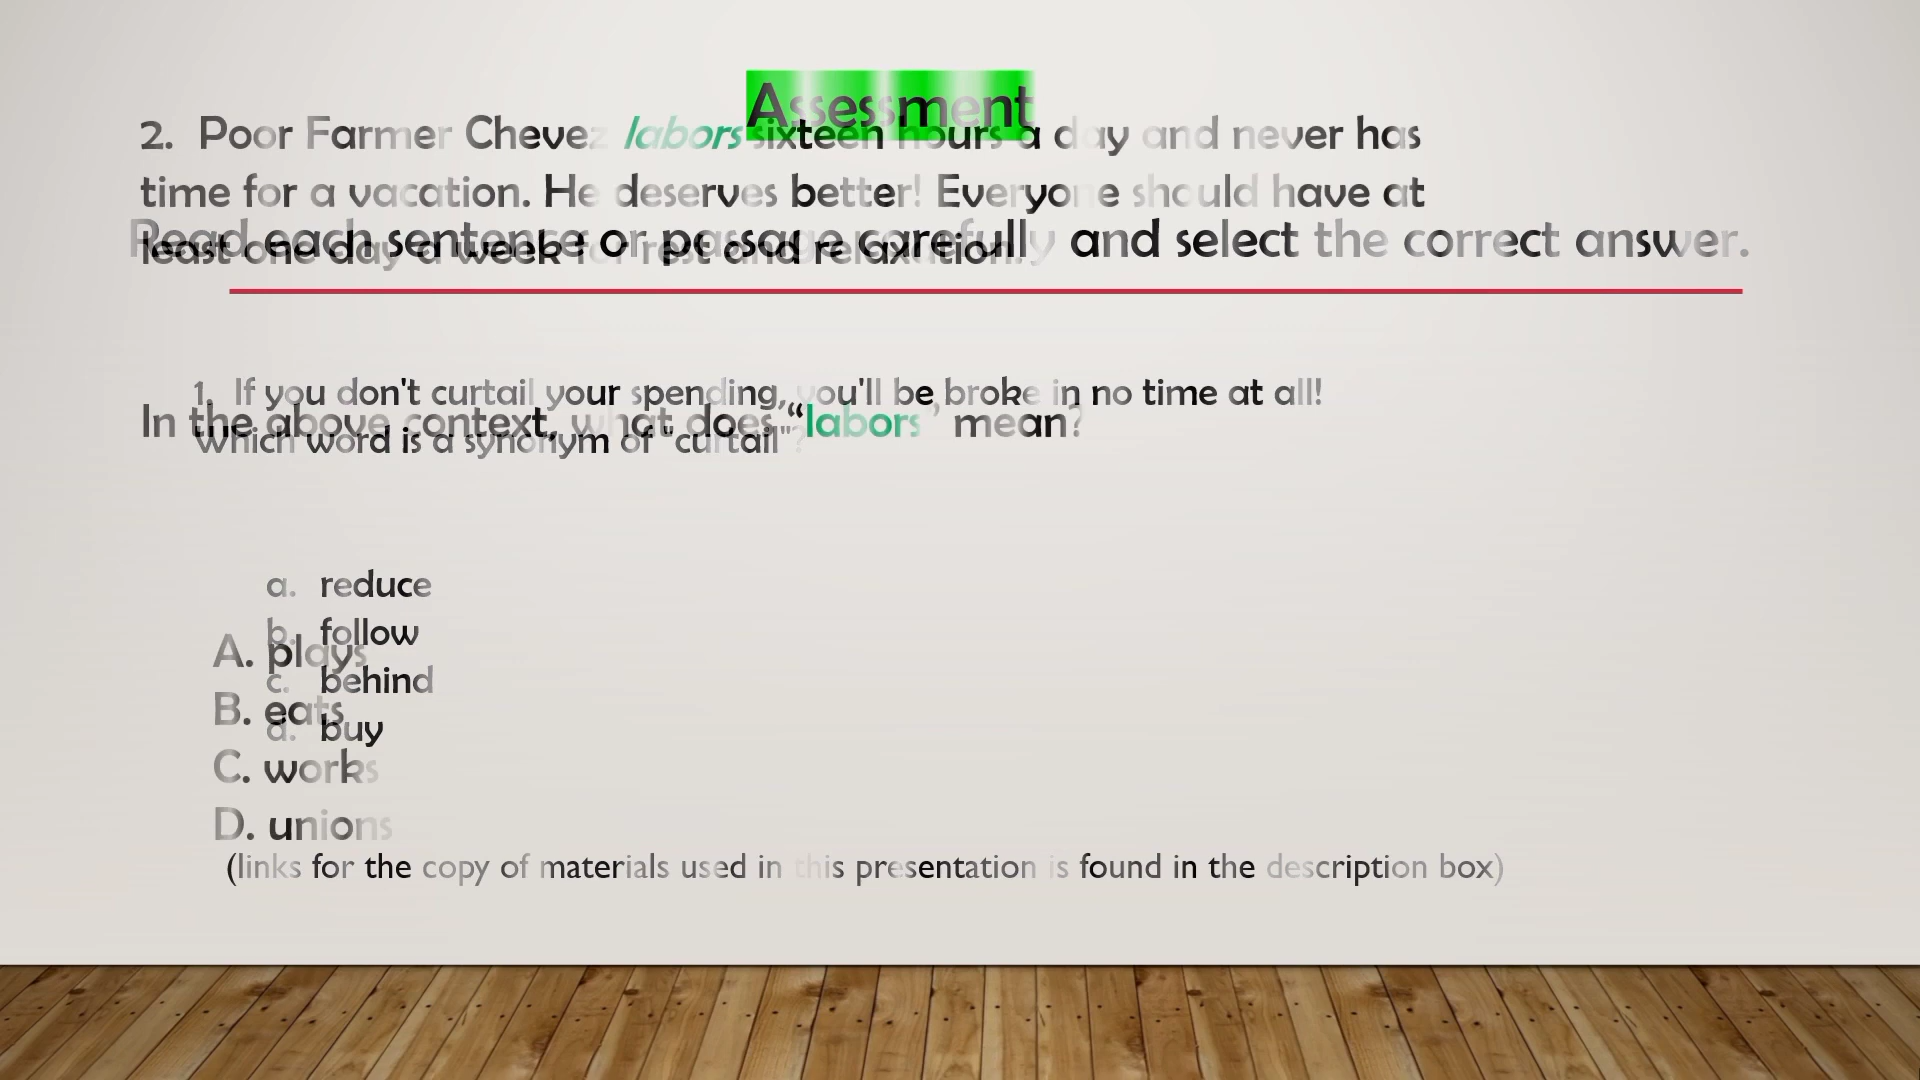 Assessment
Read each sentence or passage carefully and select the correct answer.
1. If you don't curtail your spending, you'll be broke in no time at all!
Which word is a synonym of "curtail"?
a. reduce
b. follow
c. behind
d. buy
(links for the copy of materials used in this presentation is found in the description box)
2. Poor Farmer Chevez labors sixteen hours a day and never has
time for a vacation. He deserves better! Everyone should have at
least one day a week for rest and relaxation.
In the above context, what does “labors” mean?
A. plays
B. eats
C. works
D. unions